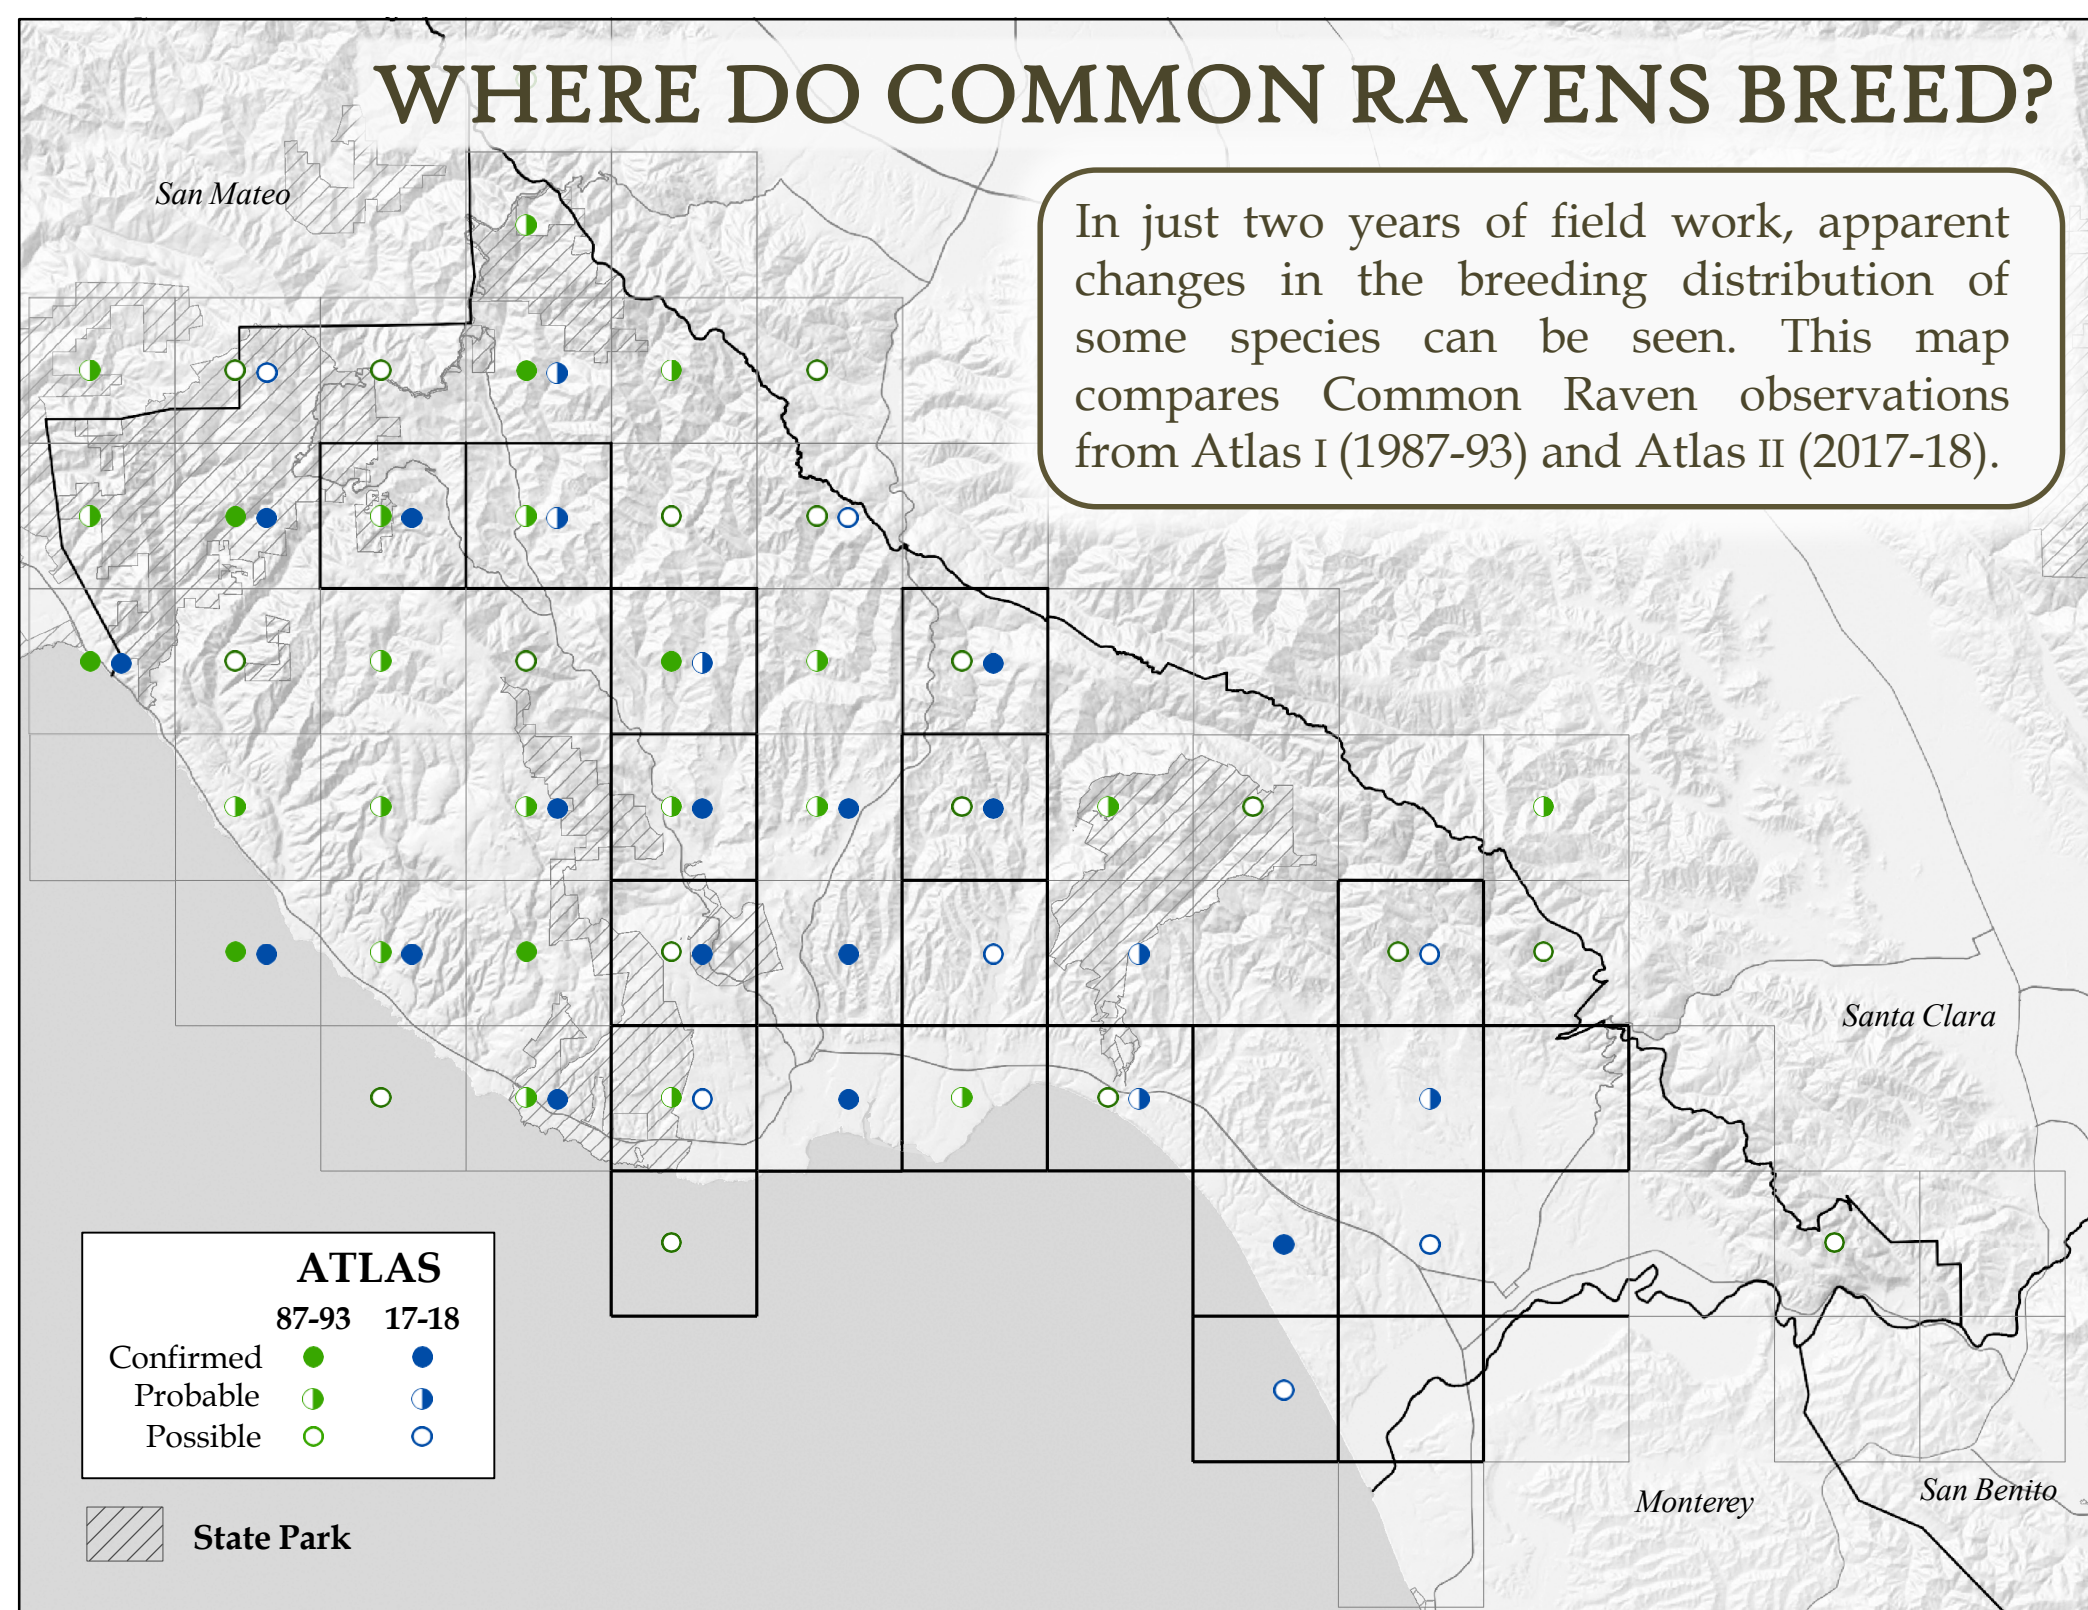 WHERE DO COMMON RAVENS BREED?
In just two years of field work, apparent
changes in the breeding distribution of
some species can be seen. This map
compares Common Raven observations
from Atlas I (1987-93) and Atlas II (2017-18).
San Mateo
Santa Clara
Monterey
San Benito
ATLAS
87-93 17-18
Confirmed
Probable
Possible
State Park